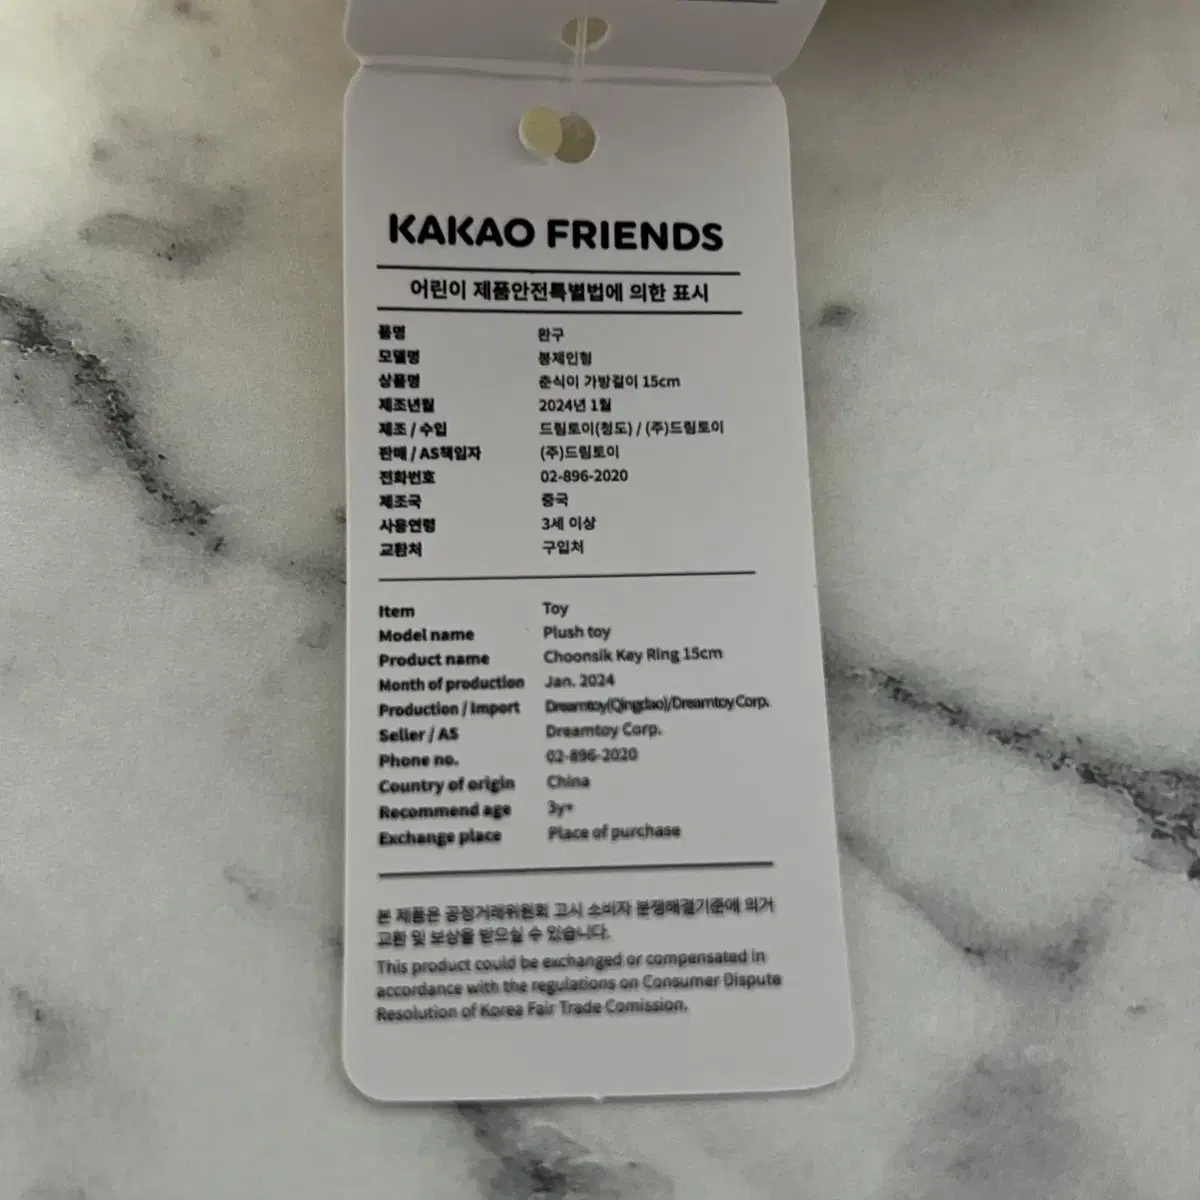 KAKAO FRIENDS
어린이 제품안전특별법에 의한 표시
품명 완구
모델명 봉제인형
상품명 춘식이 가방걸이 15cm
제조년월 2024년 1월
제조 / 수입 드림토이(청도) / (주)드림토이
판매 / AS책임자 (주)드림토이
전화번호 02-896-2020
제조국 중국
사용연령 3세 이상
교환처 구입처
Item Toy
Model name Plush toy
Product name Choonsik Key Ring 15cm
Month of production Jan. 2024
Production / Import Dreamtoy(Qingdao)/Dreamtoy Corp.
Seller / AS Dreamtoy Corp.
Phone no. 02-896-2020
Country of origin China
Recommend age 3y+
Exchange place Place of purchase
본 제품은 공정거래위원회 고시 소비자 분쟁해결기준에 의거
교환 및 보상을 받으실 수 있습니다.
This product could be exchanged or compensated in
accordance with the regulations on Consumer Dispute
Resolution of Korea Fair Trade Comission.